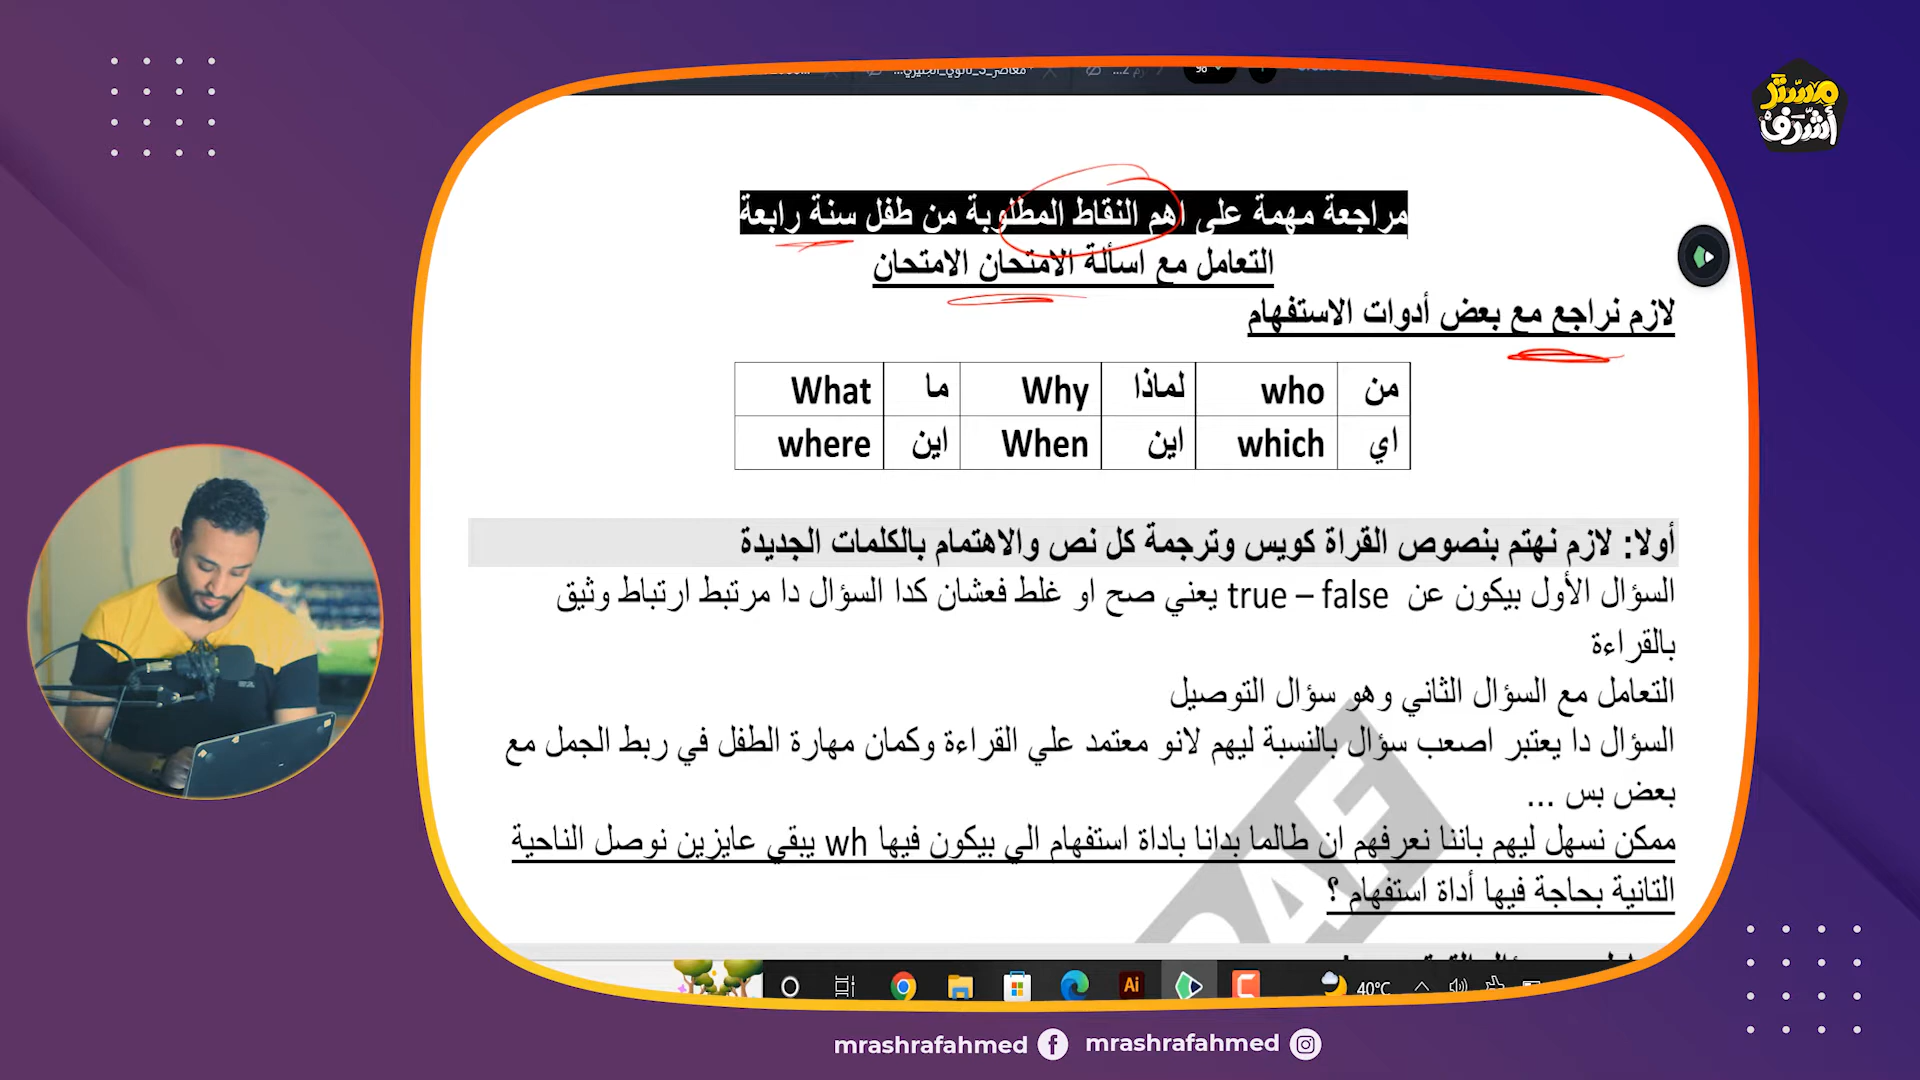 مستر
أشرف
مراجعة مهمة على اهم النقاط المطلوبة من طفل سنة رابعة
التعامل مع اسألة الامتحان الامتحان
لازم نراجع مع بعض أدوات الاستفهام
من who لماذا Why ما What
اي which اين When اين where
أولا: لازم نهتم بنصوص القراة كويس وترجمة كل نص والاهتمام بالكلمات الجديدة
السؤال الأول بيكون عن true – false يعني صح او غلط فعشان كدا السؤال دا مرتبط ارتباط وثيق
بالقراءة
التعامل مع السؤال الثاني وهو سؤال التوصيل
السؤال دا يعتبر اصعب سؤال بالنسبة ليهم لانو معتمد علي القراءة وكمان مهارة الطفل في ربط الجمل مع
بعض بس ...
ممكن نسهل ليهم باننا نعرفهم ان طالما بدانا باداة استفهام الي بيكون فيها wh يبقي عايزين نوصل الناحية
التانية بحاجة فيها أداة استفهام ؟
Ai
40°C
mrashrafahmed mrashrafahmed